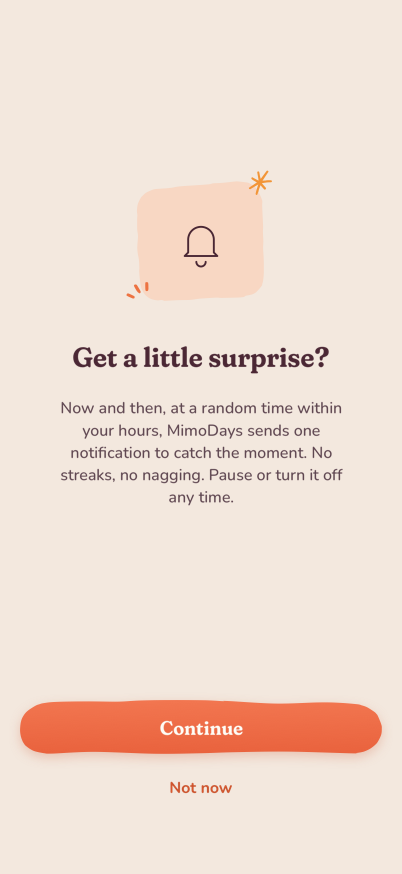 Get a little surprise?
Now and then, at a random time within
your hours, MimoDays sends one
notification to catch the moment. No
streaks, no nagging. Pause or turn it off
any time.
Continue
Not now